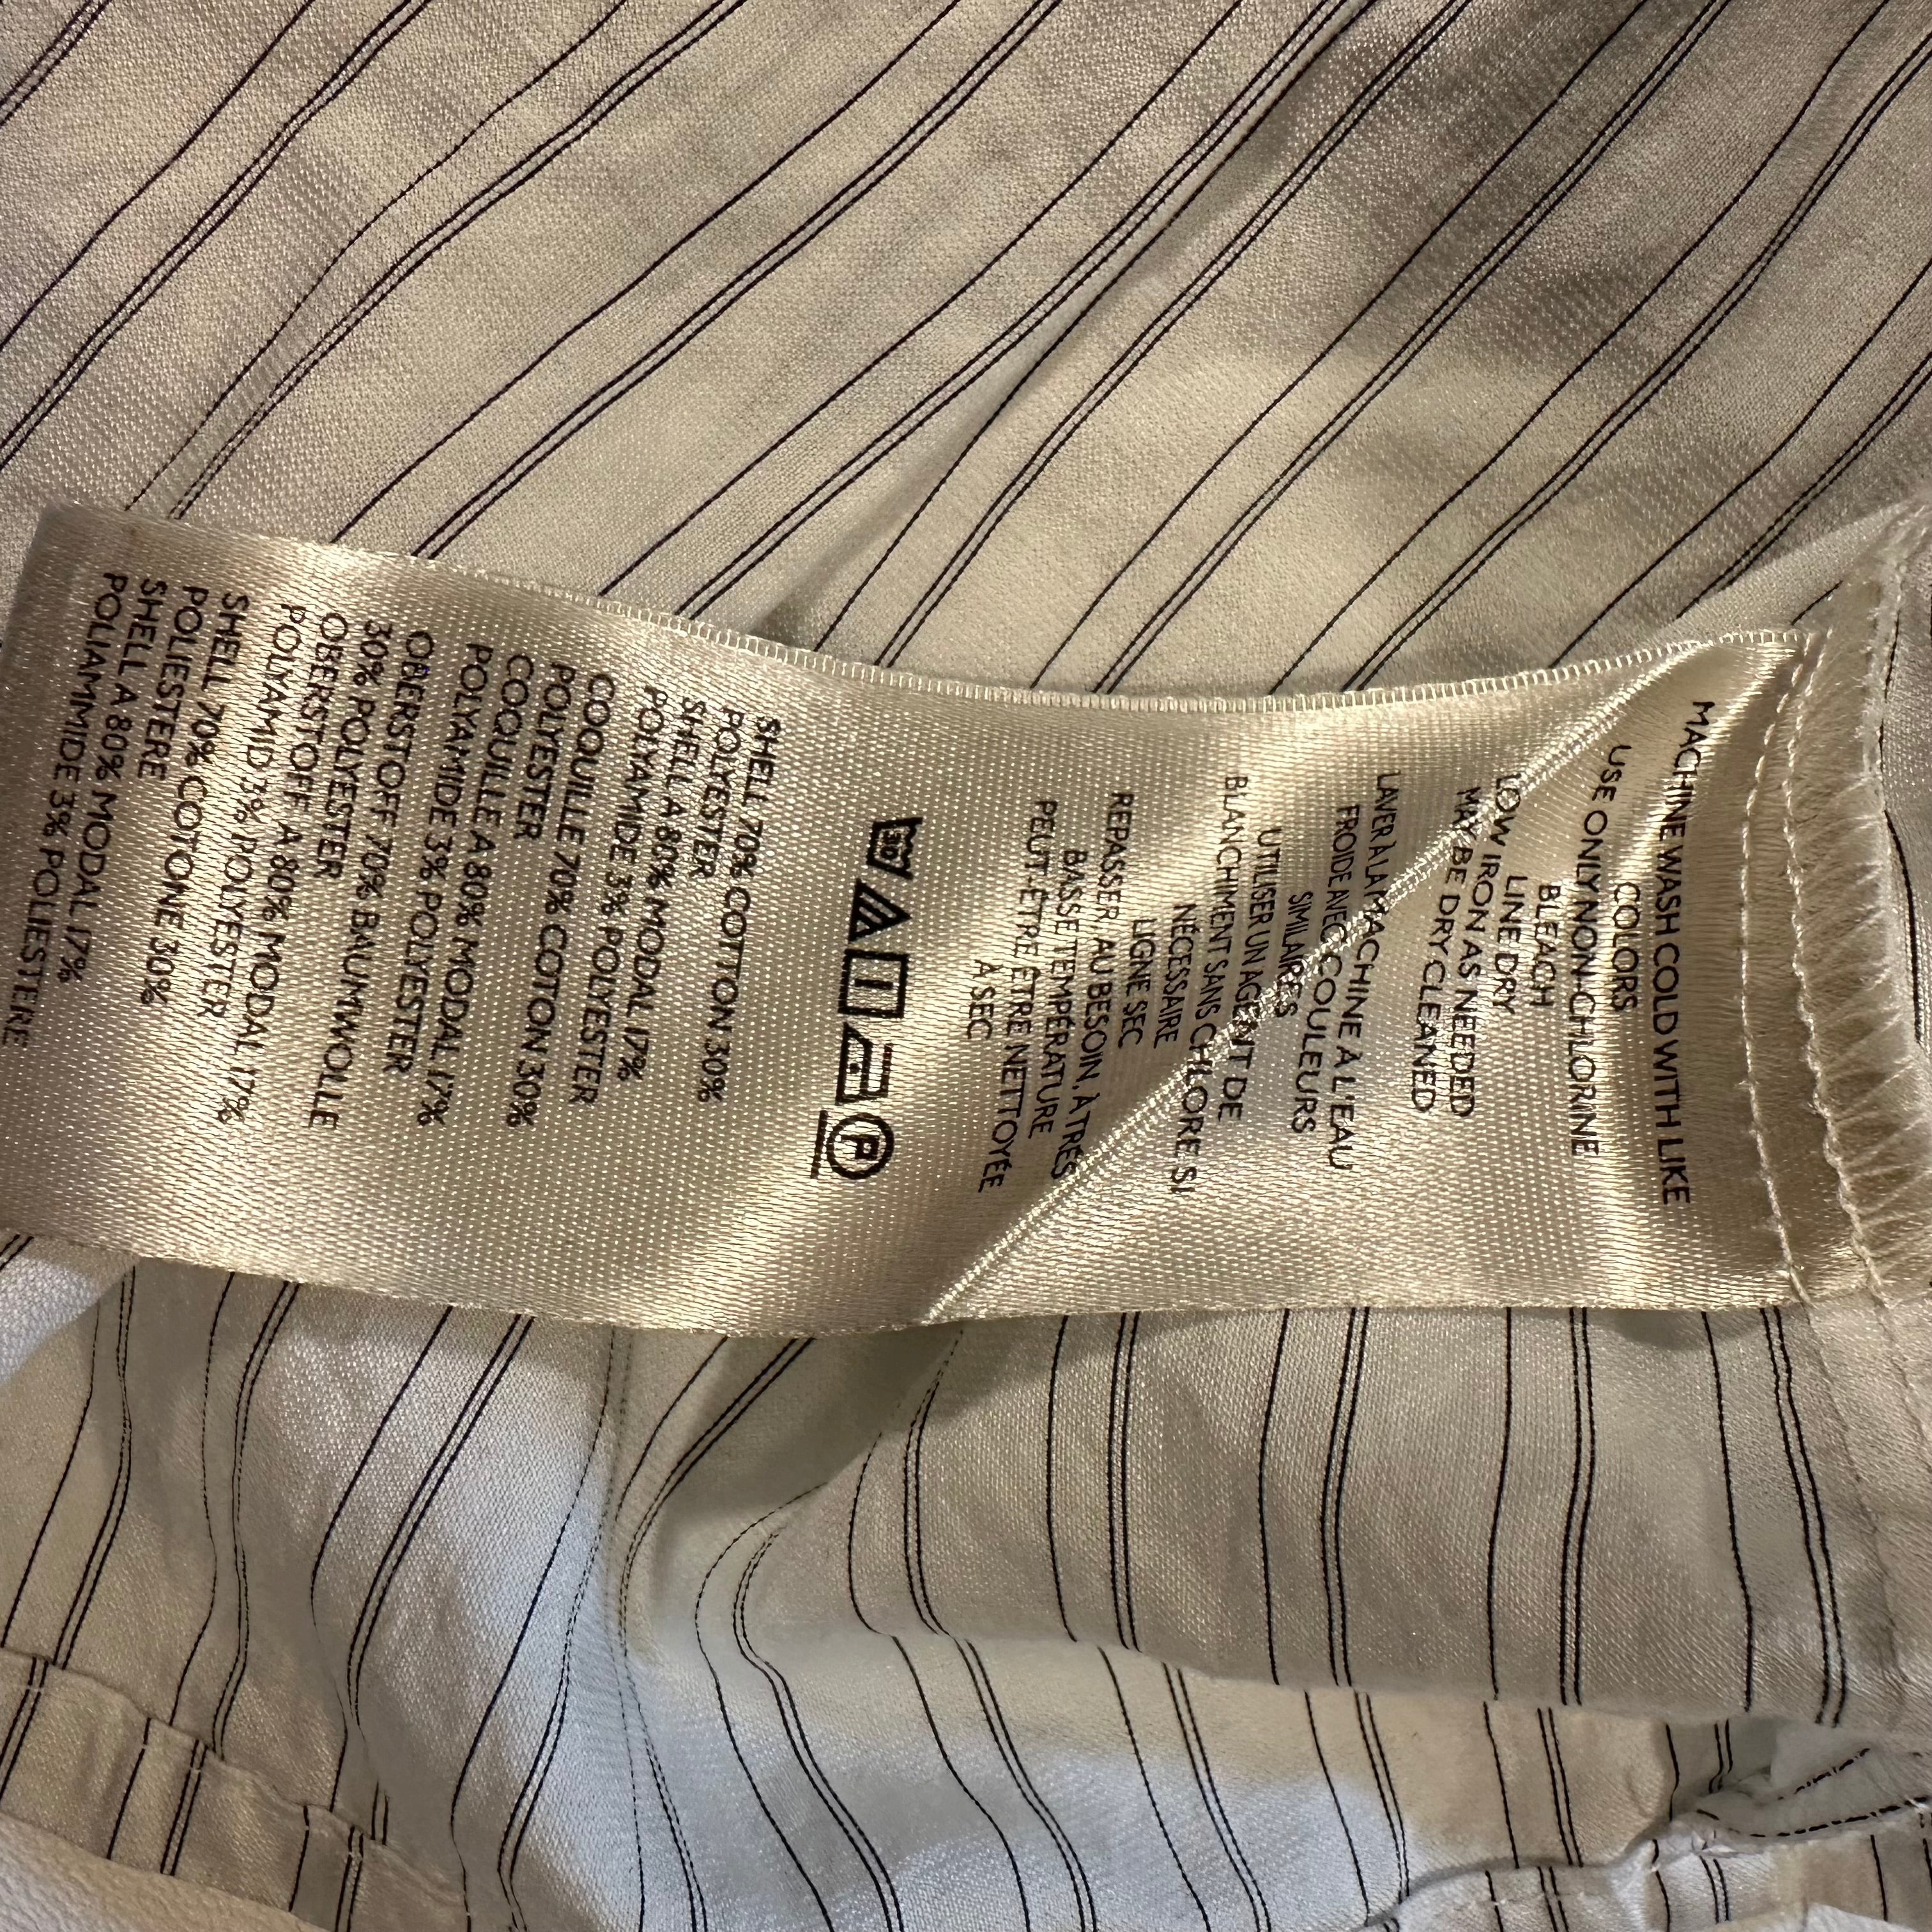 MACHINE WASH COLD WITH LIKE
COLORS
USE ONLY NON-CHLORINE
BLEACH
LINE DRY
LOW IRON AS NEEDED
MAY BE DRY CLEANED
LAVER À LA MACHINE À L'EAU
FROIDE AVEC COULEURS
SIMILAIRES
UTILISER UN AGENT DE
BLANCHIMENT SANS CHLORE SI
NÉCESSAIRE
LIGNE SEC
REPASSER AU BESOIN, À TRÈS
BASSE TEMPÉRATURE
PEUT-ÊTRE ÊTRE NETTOYÉE
À SEC
30
P
SHELL 70% COTTON 30%
POLYESTER
SHELL A 80% MODAL 17%
POLYAMIDE 3% POLYESTER
COQUILLE 70% COTON 30%
POLYESTER
COQUILLE A 80% MODAL 17%
POLYAMIDE 3% POLYESTER
OBERSTOFF 70% BAUMWOLLE
30% POLYESTER
OBERSTOFF A 80% MODAL 17%
POLYAMID 3% POLYESTER
SHELL 70% COTONE 30%
POLIESTERE
SHELL A 80% MODAL 17%
POLIAMMIDE 3% POLIESTERE